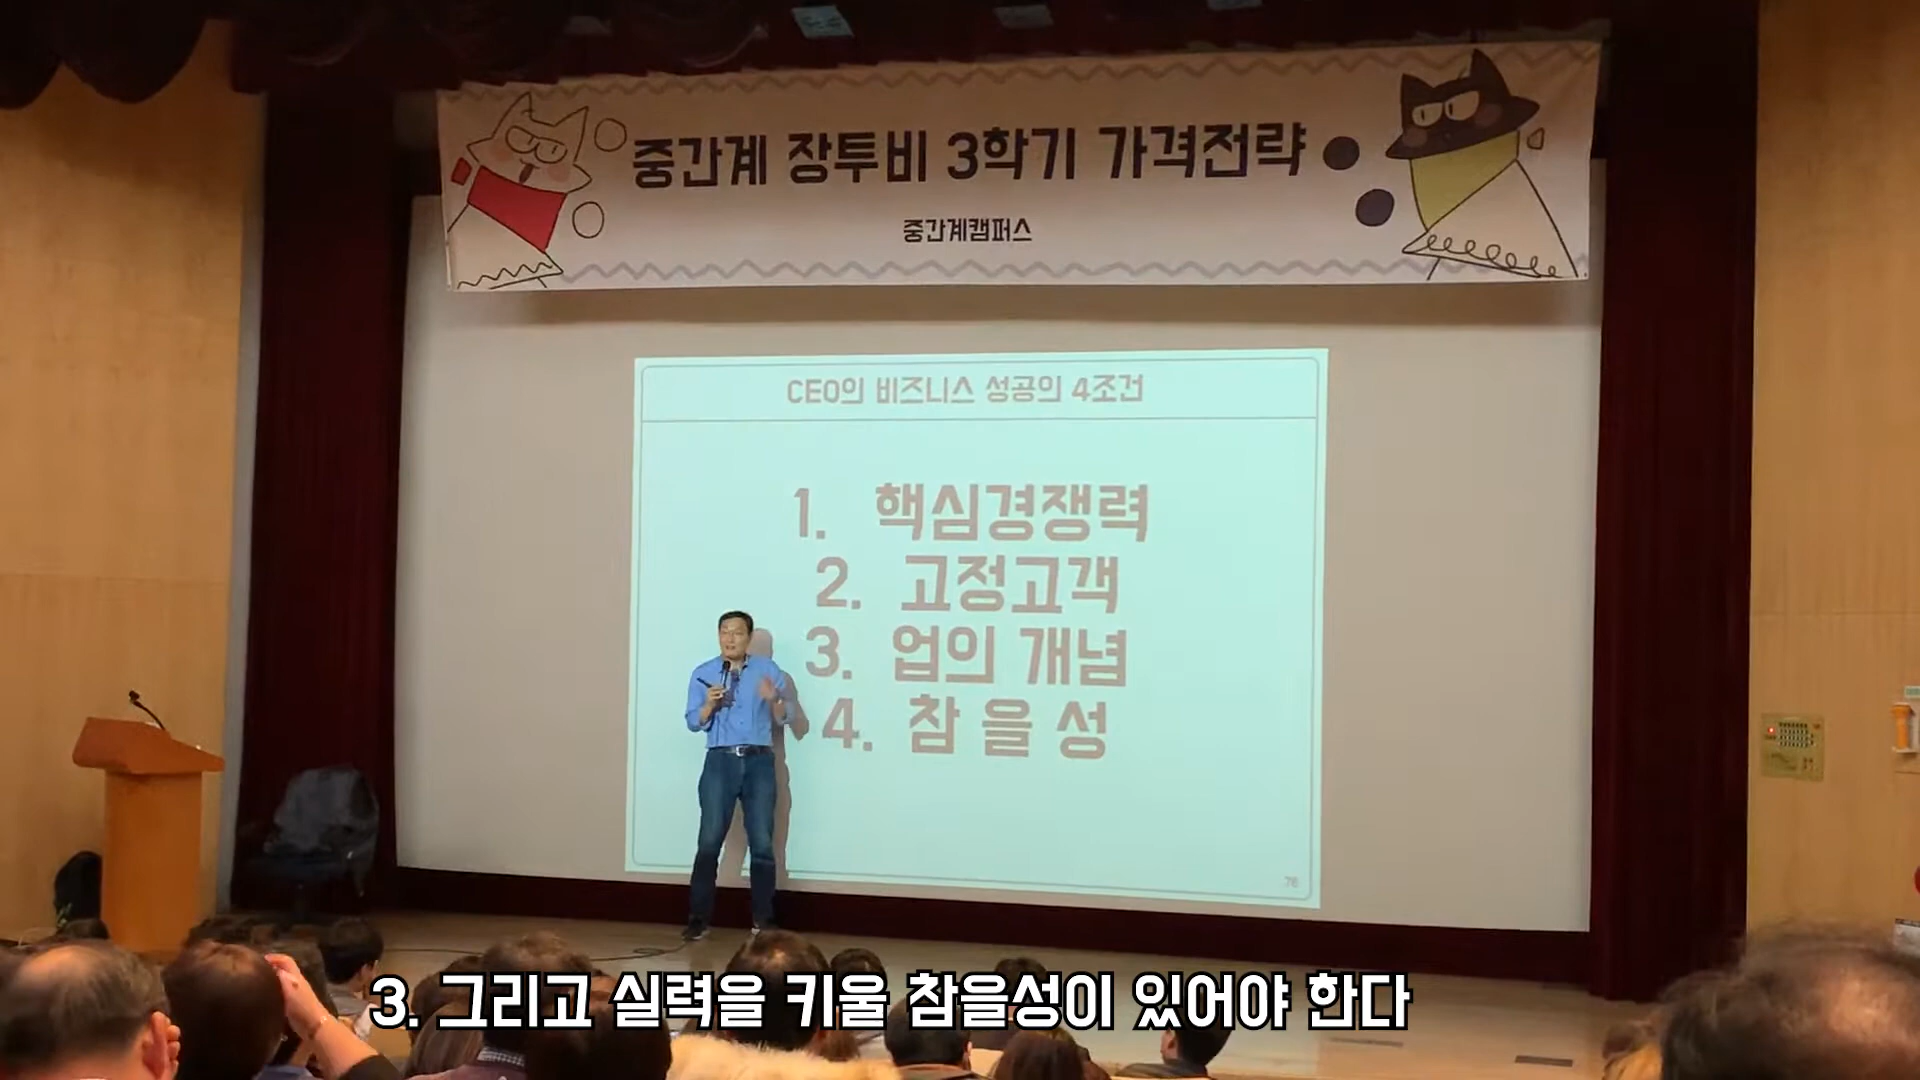 중간계 장투비 3학기 가격전략
중간계캠퍼스
CEO의 비즈니스 성공의 4조건
1. 핵심경쟁력
2. 고정고객
3. 업의 개념
4. 참 을 성
76
3. 그리고 실력을 키울 참을성이 있어야 한다